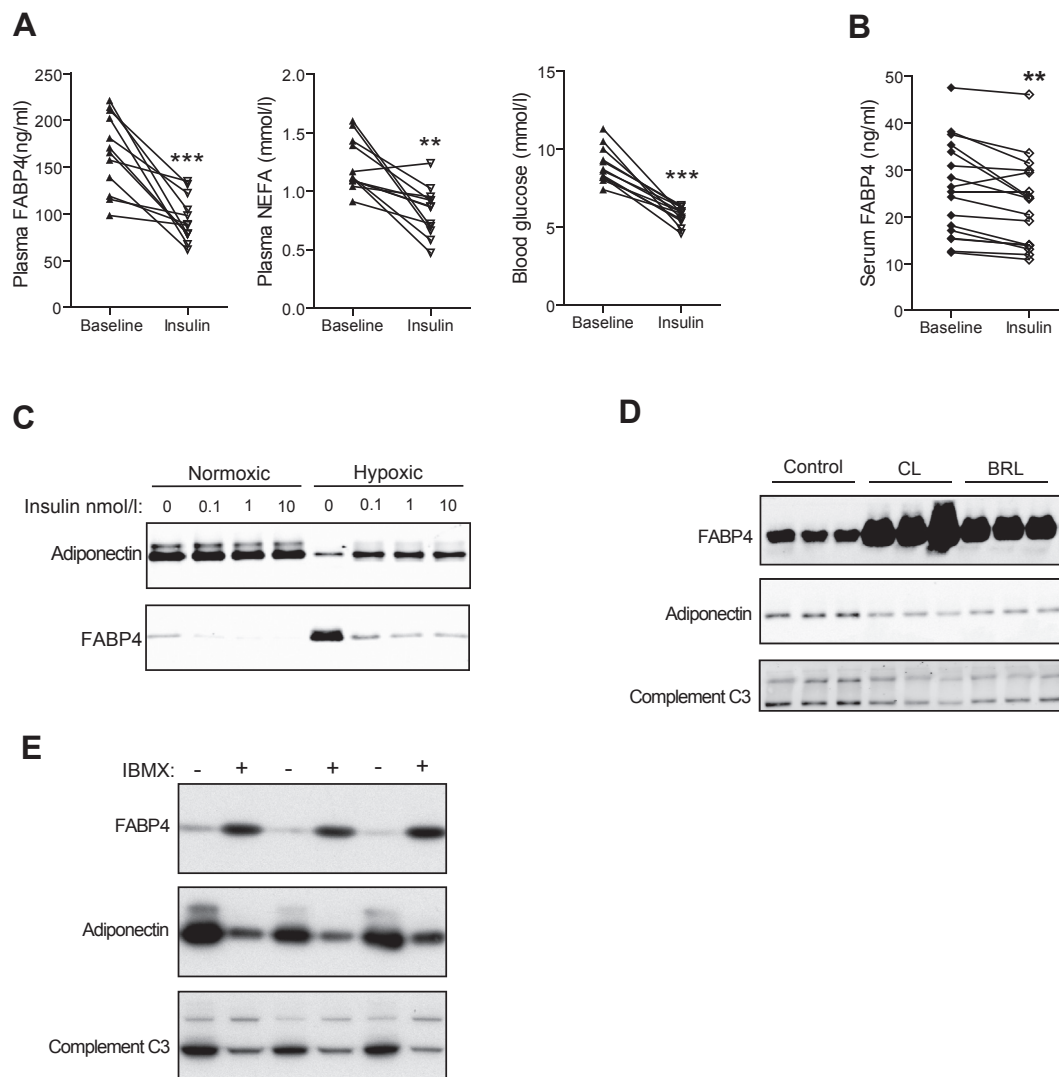 A
B
Plasma FABP4(ng/ml)
250
200
150
100
50
0
***
Baseline Insulin
Plasma NEFA (mmol/l)
2.0
1.5
1.0
0.5
0.0
**
Baseline Insulin
Blood glucose (mmol/l)
15
10
5
0
***
Baseline Insulin
Serum FABP4 (ng/ml)
50
40
30
20
10
0
**
Baseline Insulin
C
Normoxic Hypoxic
Insulin nmol/l: 0 0.1 1 10 0 0.1 1 10
Adiponectin
FABP4
D
Control CL BRL
FABP4
Adiponectin
Complement C3
E
IBMX: - + - + - +
FABP4
Adiponectin
Complement C3